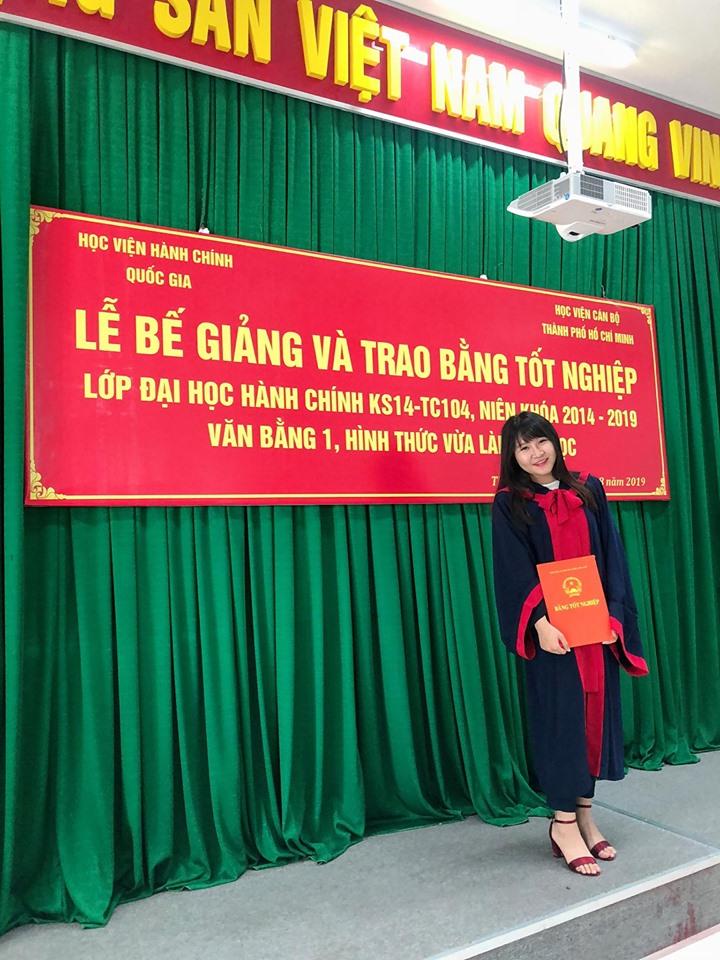 SẢN VIỆT NAM QUANG VIN
HỌC VIỆN HÀNH CHÍNH
QUỐC GIA
HỌC VIỆN CÁN BỘ
THÀNH PHỐ HỒ CHÍ MINH
LỄ BẾ GIẢNG VÀ TRAO BẰNG TỐT NGHIỆP
LỚP ĐẠI HỌC HÀNH CHÍNH KS14-TC104, NIÊN KHÓA 2014 - 2019
VĂN BẰNG 1, HÌNH THỨC VỪA LÀ ỌC
năm 2019
BẰNG TỐT NGHIỆP